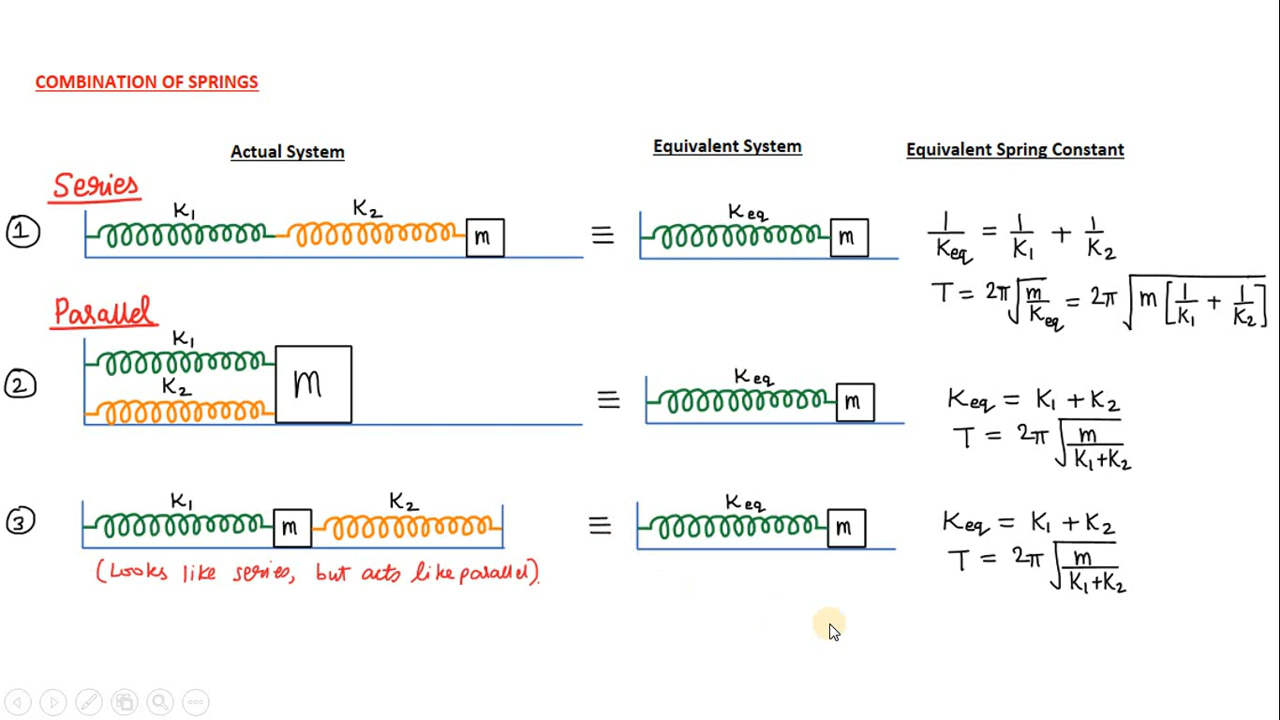 COMBINATION OF SPRINGS
Actual System
Equivalent System
Equivalent Spring Constant
Series
1
K₁
K₂
m
≡
Keq
m
1/Keq = 1/K₁ + 1/K₂
T = 2π√(m/Keq) = 2π√(m[1/K₁ + 1/K₂])
Parallel
2
K₁
K₂
m
≡
Keq
m
Keq = K₁ + K₂
T = 2π√(m/(K₁+K₂))
3
K₁
m
K₂
≡
Keq
m
Keq = K₁ + K₂
T = 2π√(m/(K₁+K₂))
(Looks like series, but acts like parallel).